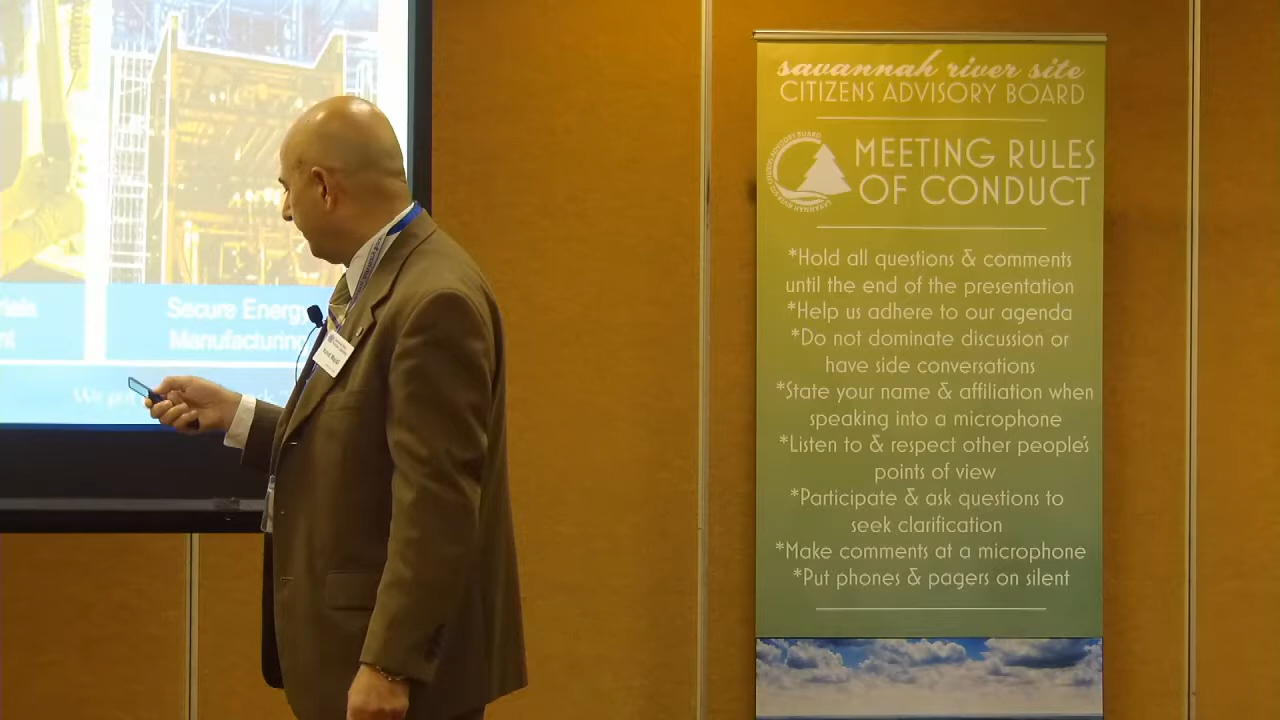 Secure Energy
Manufacturing
We
savannah river site
CITIZENS ADVISORY BOARD
MEETING RULES
OF CONDUCT
*Hold all questions & comments
until the end of the presentation
*Help us adhere to our agenda
*Do not dominate discussion or
have side conversations
*State your name & affiliation when
speaking into a microphone
*Listen to & respect other people's
points of view
*Participate & ask questions to
seek clarification
*Make comments at a microphone
*Put phones & pagers on silent